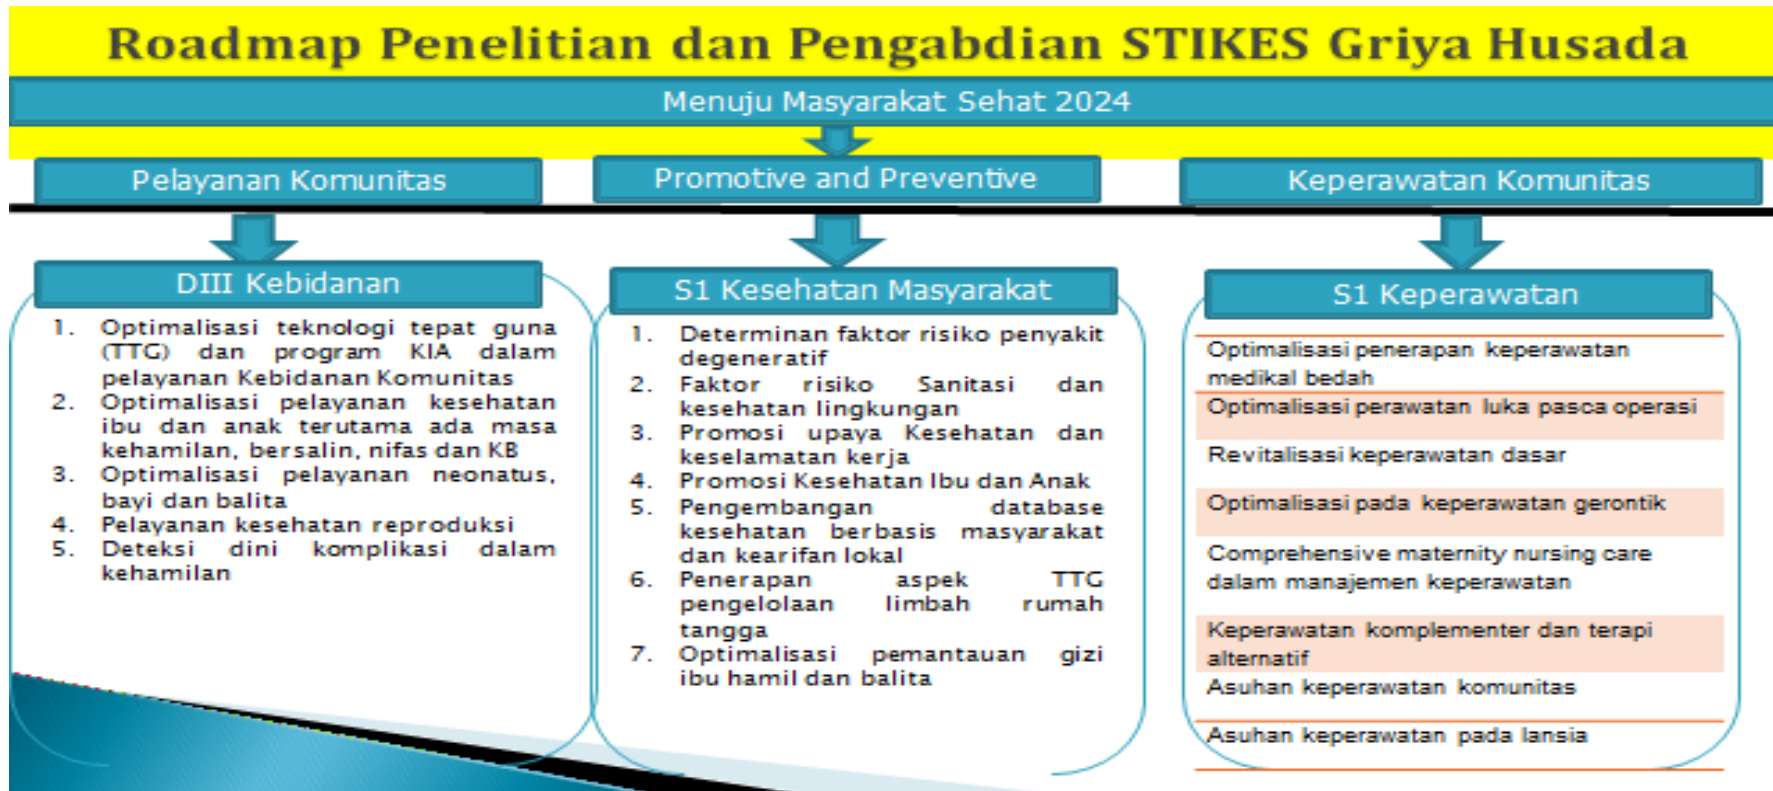 Roadmap Penelitian dan Pengabdian STIKES Griya Husada
Menuju Masyarakat Sehat 2024
Pelayanan Komunitas
DIII Kebidanan
1. Optimalisasi teknologi tepat guna
(TTG) dan program KIA dalam
pelayanan Kebidanan Komunitas
2. Optimalisasi pelayanan kesehatan
ibu dan anak terutama ada masa
kehamilan, bersalin, nifas dan KB
3. Optimalisasi pelayanan neonatus,
bayi dan balita
4. Pelayanan kesehatan reproduksi
5. Deteksi dini komplikasi dalam
kehamilan
Promotive and Preventive
S1 Kesehatan Masyarakat
1. Determinan faktor risiko penyakit
degeneratif
2. Faktor risiko Sanitasi dan
kesehatan lingkungan
3. Promosi upaya Kesehatan dan
keselamatan kerja
4. Promosi Kesehatan Ibu dan Anak
5. Pengembangan database
kesehatan berbasis masyarakat
dan kearifan lokal
6. Penerapan aspek TTG
pengelolaan limbah rumah
tangga
7. Optimalisasi pemantauan gizi
ibu hamil dan balita
Keperawatan Komunitas
S1 Keperawatan
Optimalisasi penerapan keperawatan
medikal bedah
Optimalisasi perawatan luka pasca operasi
Revitalisasi keperawatan dasar
Optimalisasi pada keperawatan gerontik
Comprehensive maternity nursing care
dalam manajemen keperawatan
Keperawatan komplementer dan terapi
alternatif
Asuhan keperawatan komunitas
Asuhan keperawatan pada lansia